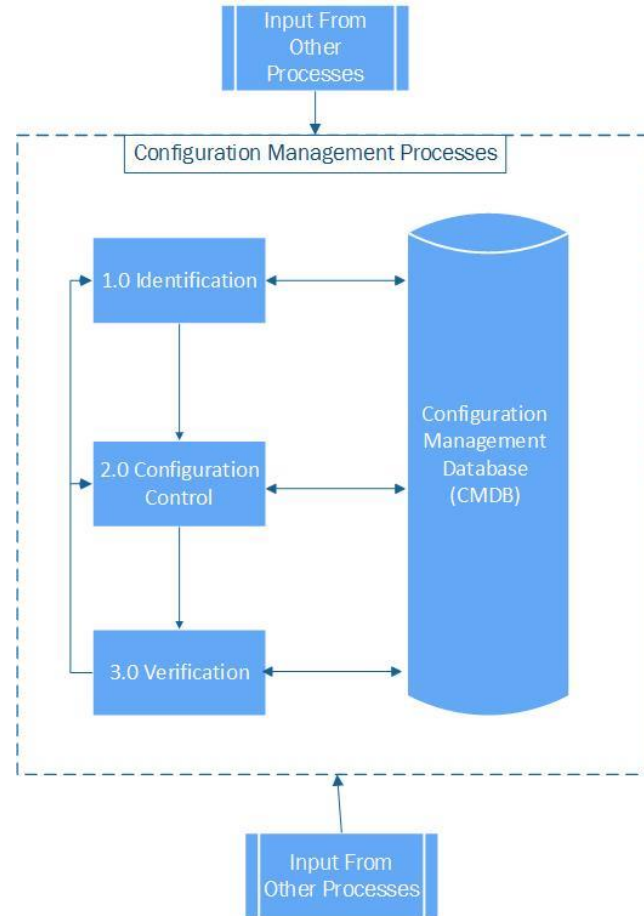 Input From
Other
Processes
Configuration Management Processes
1.0 Identification
2.0 Configuration
Control
3.0 Verification
Configuration
Management
Database
(CMDB)
Input From
Other Processes